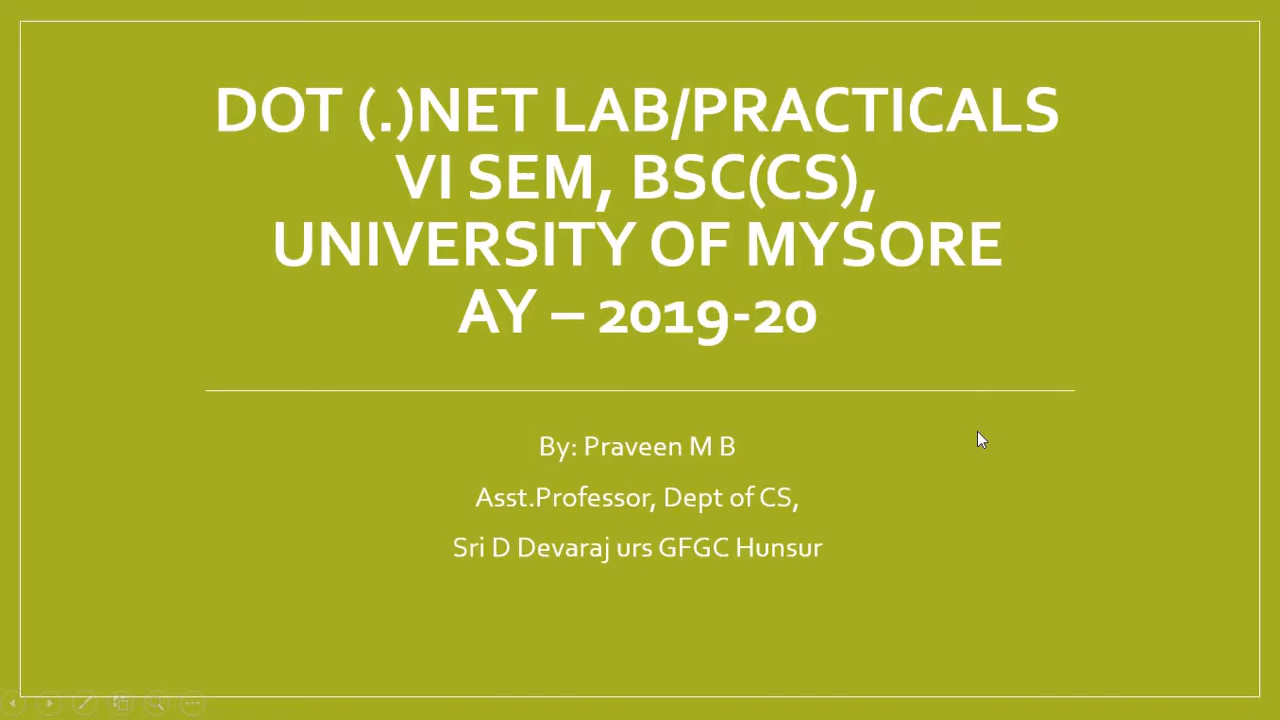 DOT (.)NET LAB/PRACTICALS
VI SEM, BSC(CS),
UNIVERSITY OF MYSORE
AY – 2019-20
By: Praveen M B
Asst.Professor, Dept of CS,
Sri D Devaraj urs GFGC Hunsur